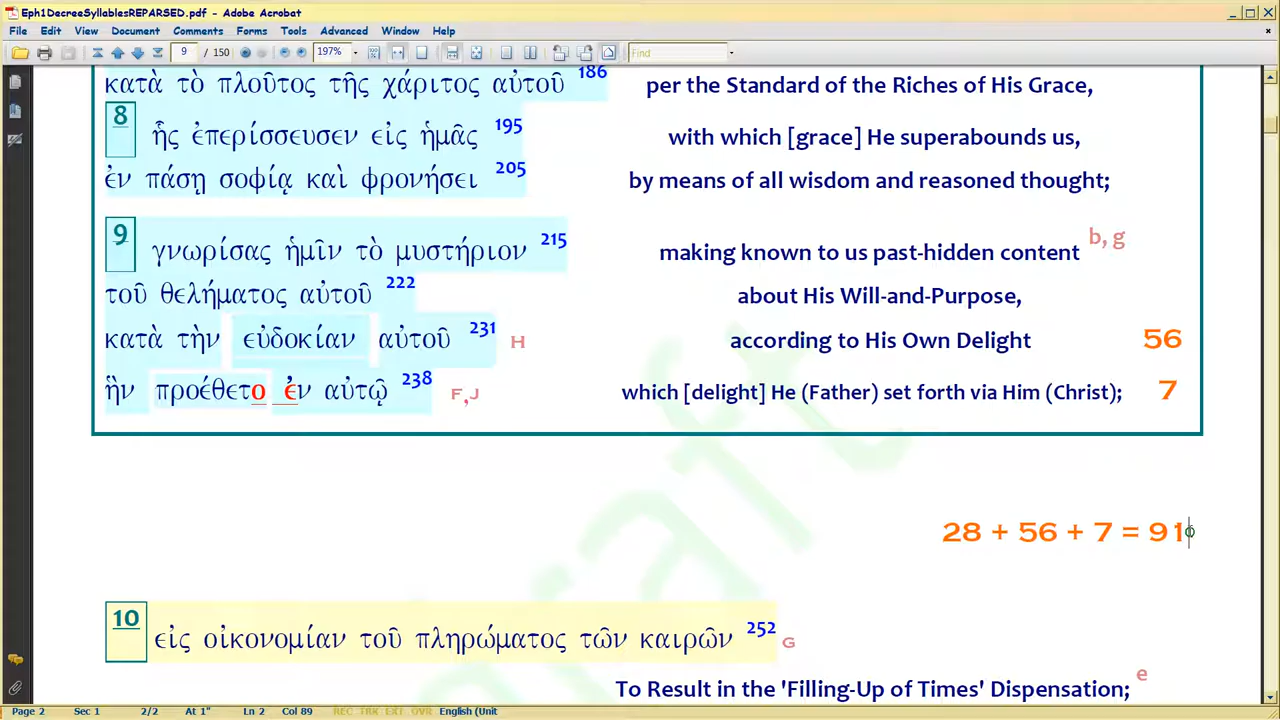 Eph1DecreeSyllablesREPARSED.pdf - Adobe Acrobat
File Edit View Document Comments Forms Tools Advanced Window Help
9 / 150 197% Find
κατὰ τὸ πλοῦτος τῆς χάριτος αὐτοῦ 186 per the Standard of the Riches of His Grace,
8 ἧς ἐπερίσσευσεν εἰς ἡμᾶς 195 with which [grace] He superabounds us,
ἐν πάσῃ σοφίᾳ καὶ φρονήσει 205 by means of all wisdom and reasoned thought;
9 γνωρίσας ἡμῖν τὸ μυστήριον 215 making known to us past-hidden content b, g
τοῦ θελήματος αὐτοῦ 222 about His Will-and-Purpose,
κατὰ τὴν εὐδοκίαν αὐτοῦ 231 H according to His Own Delight 56
ἣν προέθετο ἐν αὐτῷ 238 F,J which [delight] He (Father) set forth via Him (Christ); 7
28 + 56 + 7 = 91
10 εἰς οἰκονομίαν τοῦ πληρώματος τῶν καιρῶν 252 G
To Result in the 'Filling-Up of Times' Dispensation; e
draft
Page 2 Sec 1 2/2 At 1" Ln 2 Col 89 REC TRK EXT OVR English (Unit